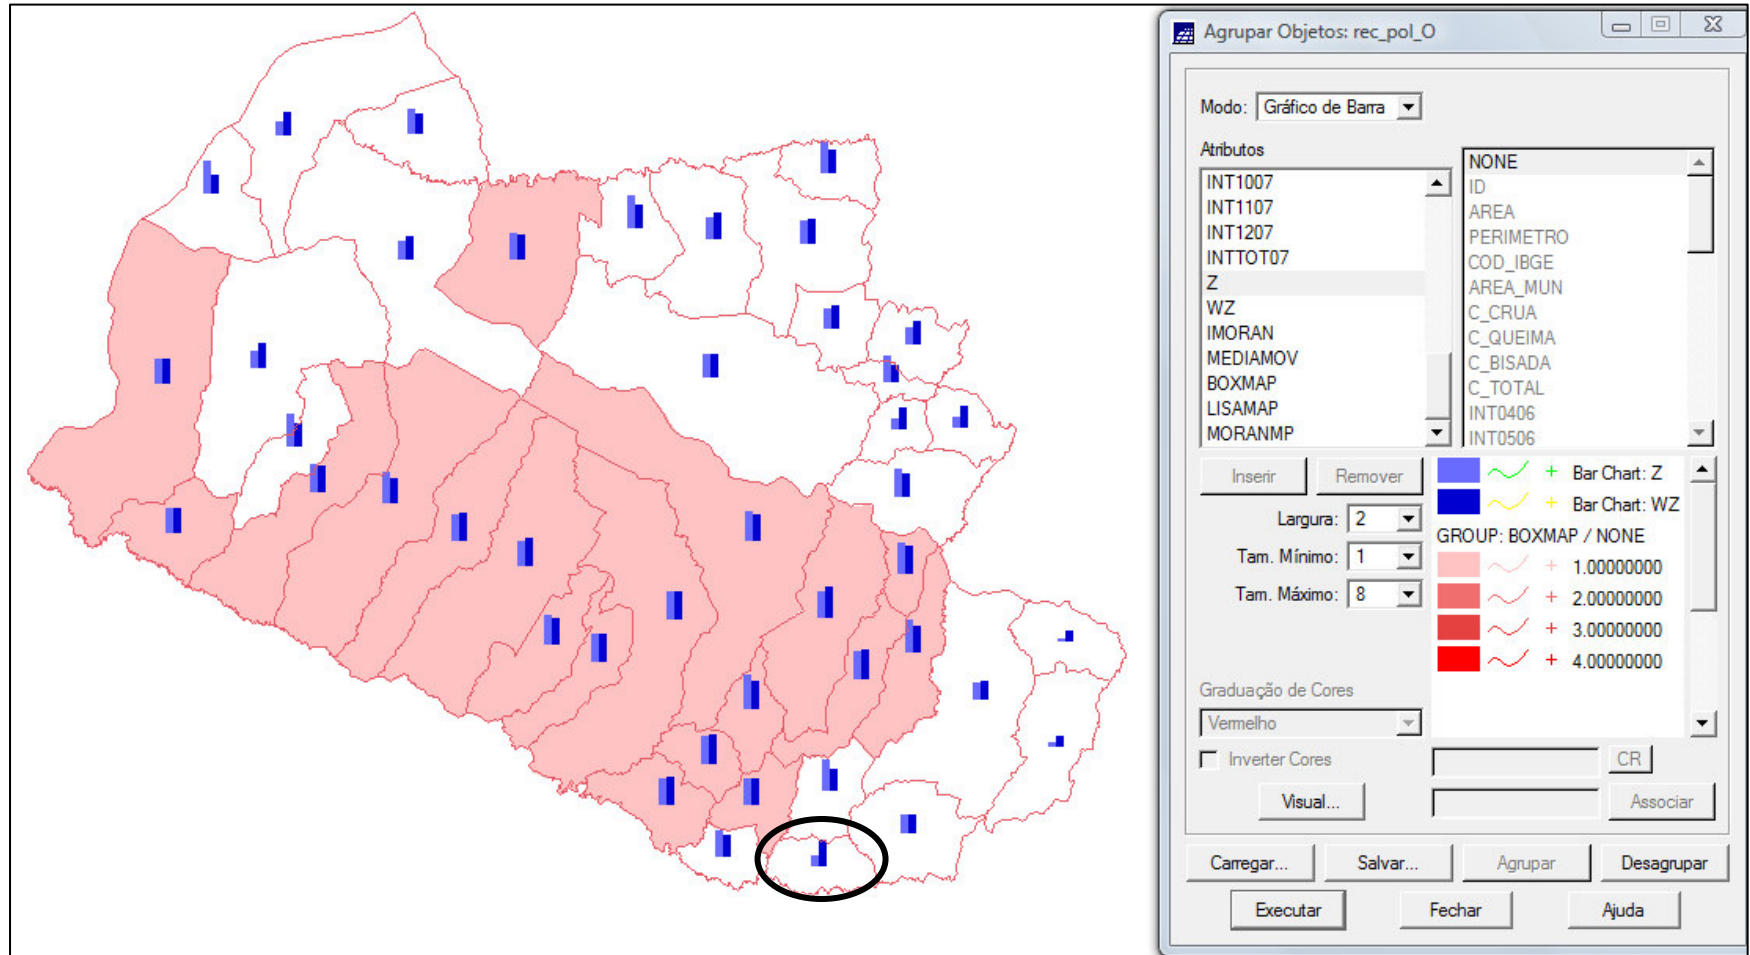 Agrupar Objetos: rec_pol_O
Modo: Gráfico de Barra
Atributos
INT1007
INT1107
INT1207
INTTOT07
Z
WZ
IMORAN
MEDIAMOV
BOXMAP
LISAMAP
MORANMP
NONE
ID
AREA
PERIMETRO
COD_IBGE
AREA_MUN
C_CRUA
C_QUEIMA
C_BISADA
C_TOTAL
INT0406
INT0506
Inserir Remover
Largura: 2
Tam. Mínimo: 1
Tam. Máximo: 8
Bar Chart: Z
Bar Chart: WZ
GROUP: BOXMAP / NONE
1.00000000
2.00000000
3.00000000
4.00000000
Graduação de Cores
Vermelho
Inverter Cores CR
Visual... Associar
Carregar... Salvar... Agrupar Desagrupar
Executar Fechar Ajuda